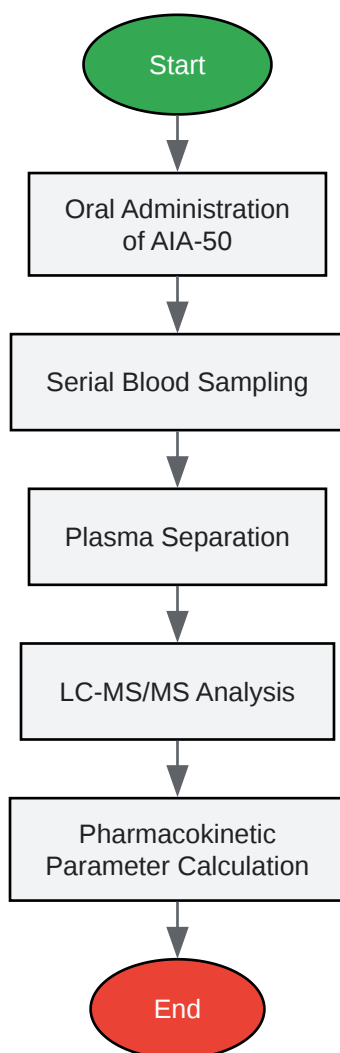 Start
Oral Administration
of AIA-50
Serial Blood Sampling
Plasma Separation
LC-MS/MS Analysis
Pharmacokinetic
Parameter Calculation
End